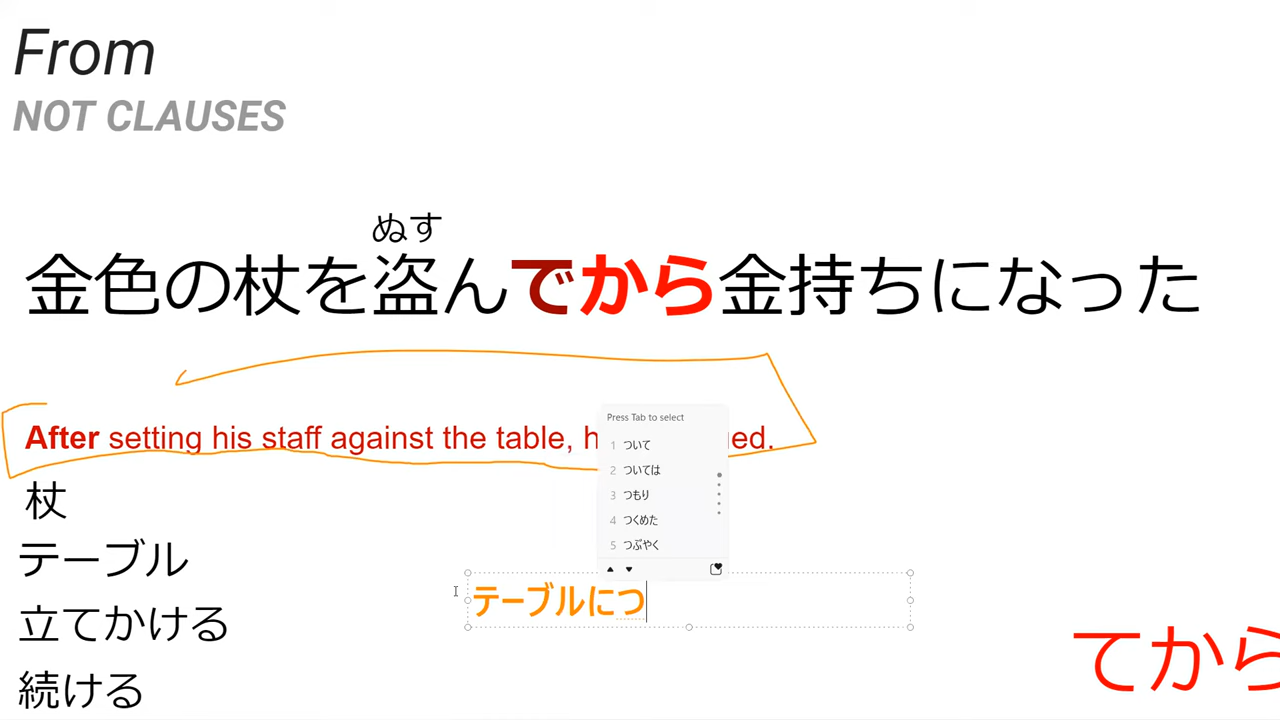 From
NOT CLAUSES
ぬす
金色の杖を盗んでから金持ちになった
After setting his staff against the table, h ed.
Press Tab to select
1 ついて
2 ついては
3 つもり
4 つくめた
5 つぶやく
杖
テーブル
テーブルにつ
立てかける
てから
続ける